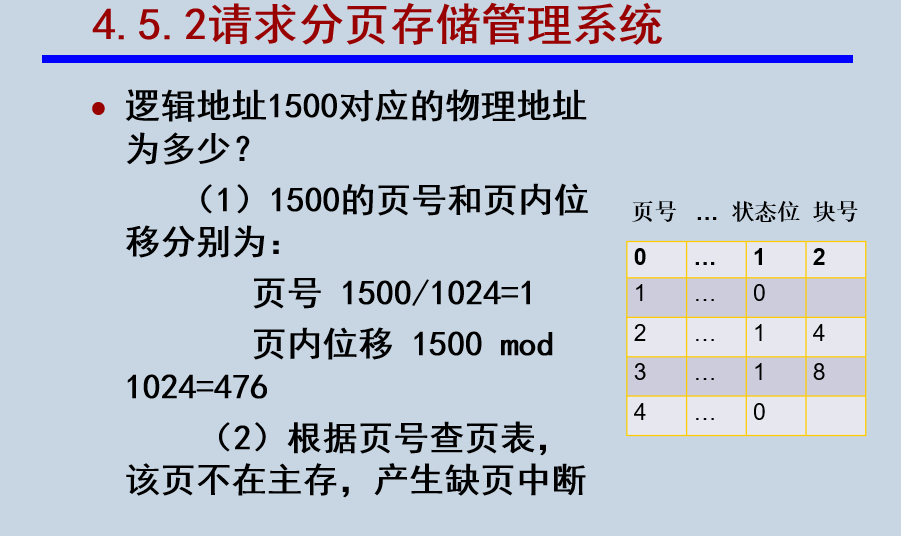 4.5.2请求分页存储管理系统
● 逻辑地址1500对应的物理地址
为多少?
（1）1500的页号和页内位
移分别为:
页号 1500/1024=1
页内位移 1500 mod
1024=476
（2）根据页号查页表，
该页不在主存，产生缺页中断
页号 … 状态位 块号
0 … 1 2
1 … 0
2 … 1 4
3 … 1 8
4 … 0